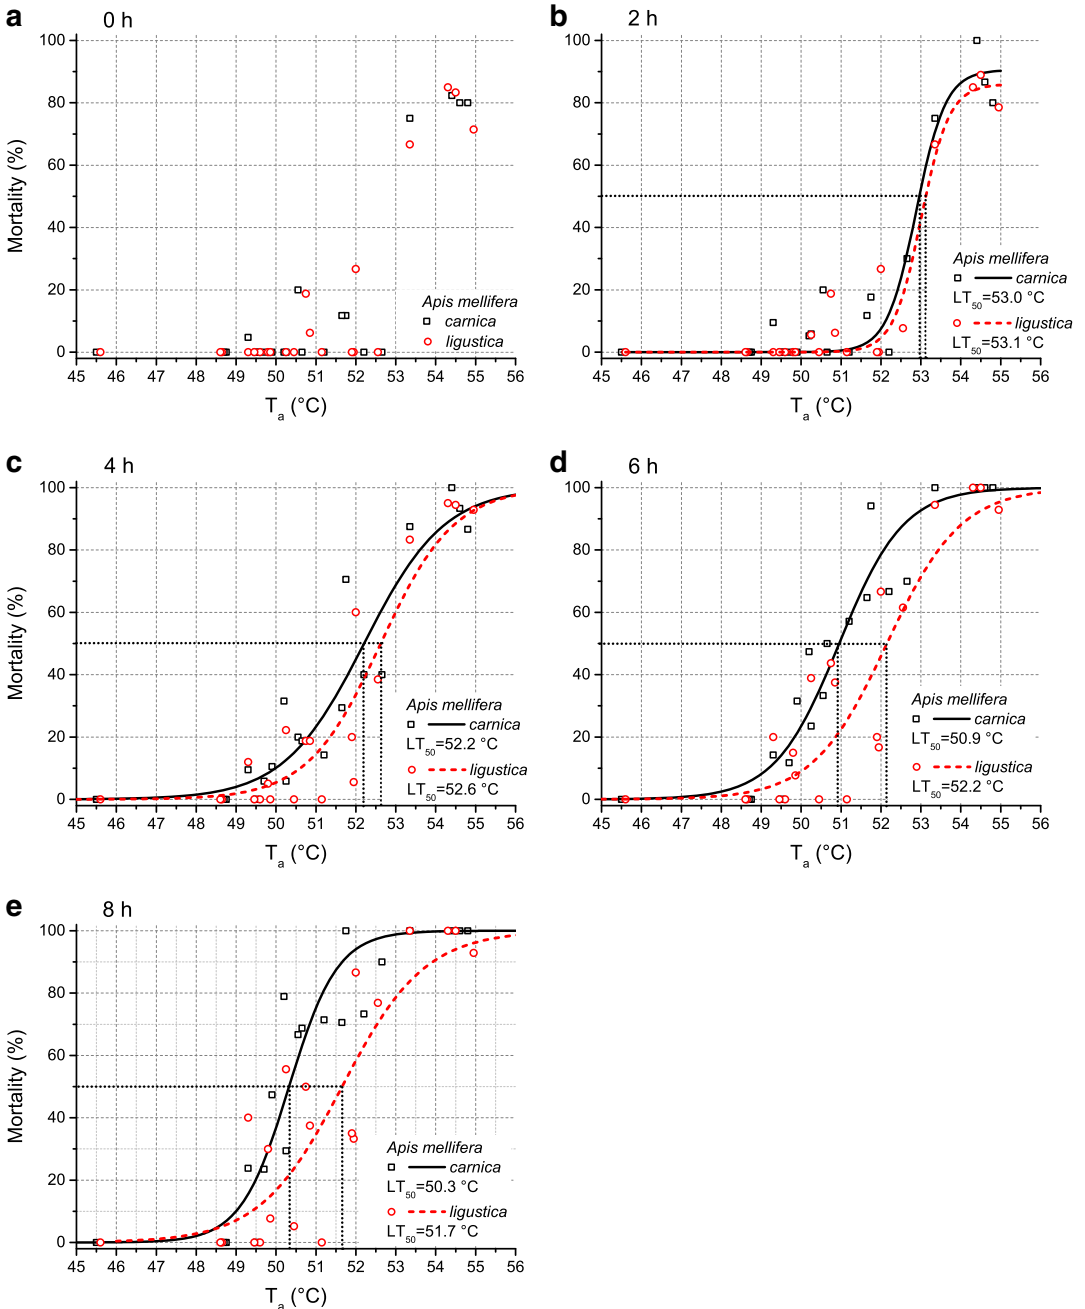 a 0 h
100
80
60
40
20
0
Mortality (%)
Apis mellifera
carnica
ligustica
45 46 47 48 49 50 51 52 53 54 55 56
Ta (°C)
b 2 h
100
80
60
40
20
0
Apis mellifera
carnica
LT50=53.0 °C
ligustica
LT50=53.1 °C
45 46 47 48 49 50 51 52 53 54 55 56
Ta (°C)
c 4 h
100
80
60
40
20
0
Mortality (%)
Apis mellifera
carnica
LT50=52.2 °C
ligustica
LT50=52.6 °C
45 46 47 48 49 50 51 52 53 54 55 56
Ta (°C)
d 6 h
100
80
60
40
20
0
Apis mellifera
carnica
LT50=50.9 °C
ligustica
LT50=52.2 °C
45 46 47 48 49 50 51 52 53 54 55 56
Ta (°C)
e 8 h
100
80
60
40
20
0
Mortality (%)
Apis mellifera
carnica
LT50=50.3 °C
ligustica
LT50=51.7 °C
45 46 47 48 49 50 51 52 53 54 55 56
Ta (°C)